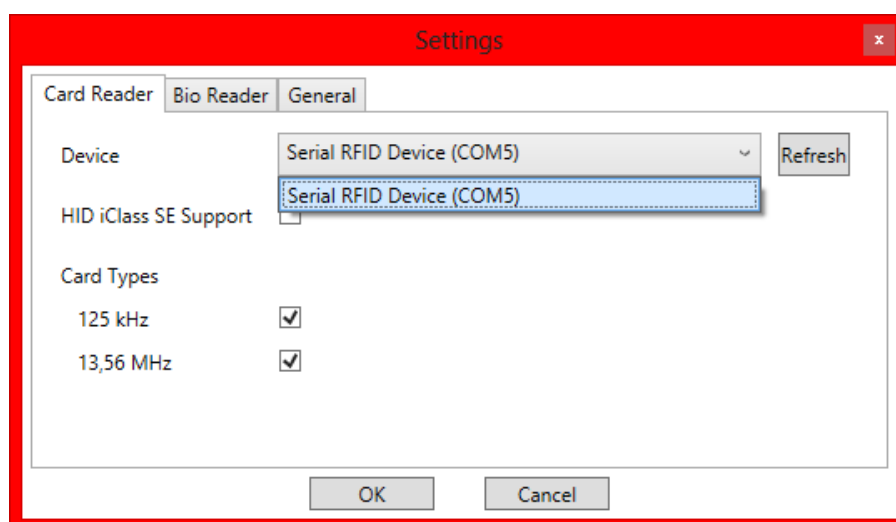 Settings
x
Card Reader Bio Reader General
Device Serial RFID Device (COM5) Refresh
Serial RFID Device (COM5)
HID iClass SE Support
Card Types
125 kHz
13,56 MHz
OK Cancel